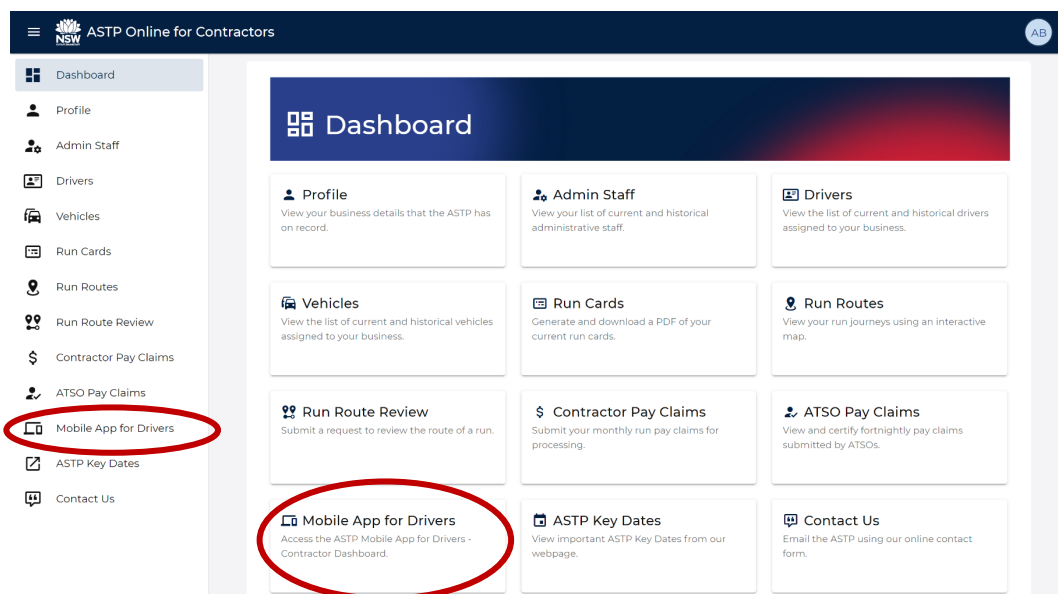 NSW
ASTP Online for Contractors
AB
Dashboard
Profile
Admin Staff
Drivers
Vehicles
Run Cards
Run Routes
Run Route Review
Contractor Pay Claims
ATSO Pay Claims
Mobile App for Drivers
ASTP Key Dates
Contact Us
Dashboard
Profile
View your business details that the ASTP has
on record.
Admin Staff
View your list of current and historical
administrative staff.
Drivers
View the list of current and historical drivers
assigned to your business.
Vehicles
View the list of current and historical vehicles
assigned to your business.
Run Cards
Generate and download a PDF of your
current run cards.
Run Routes
View your run journeys using an interactive
map.
Run Route Review
Submit a request to review the route of a run.
$ Contractor Pay Claims
Submit your monthly run pay claims for
processing.
ATSO Pay Claims
View and certify fortnightly pay claims
submitted by ATSOs.
Mobile App for Drivers
Access the ASTP Mobile App for Drivers -
Contractor Dashboard.
ASTP Key Dates
View important ASTP Key Dates from our
webpage.
Contact Us
Email the ASTP using our online contact
form.